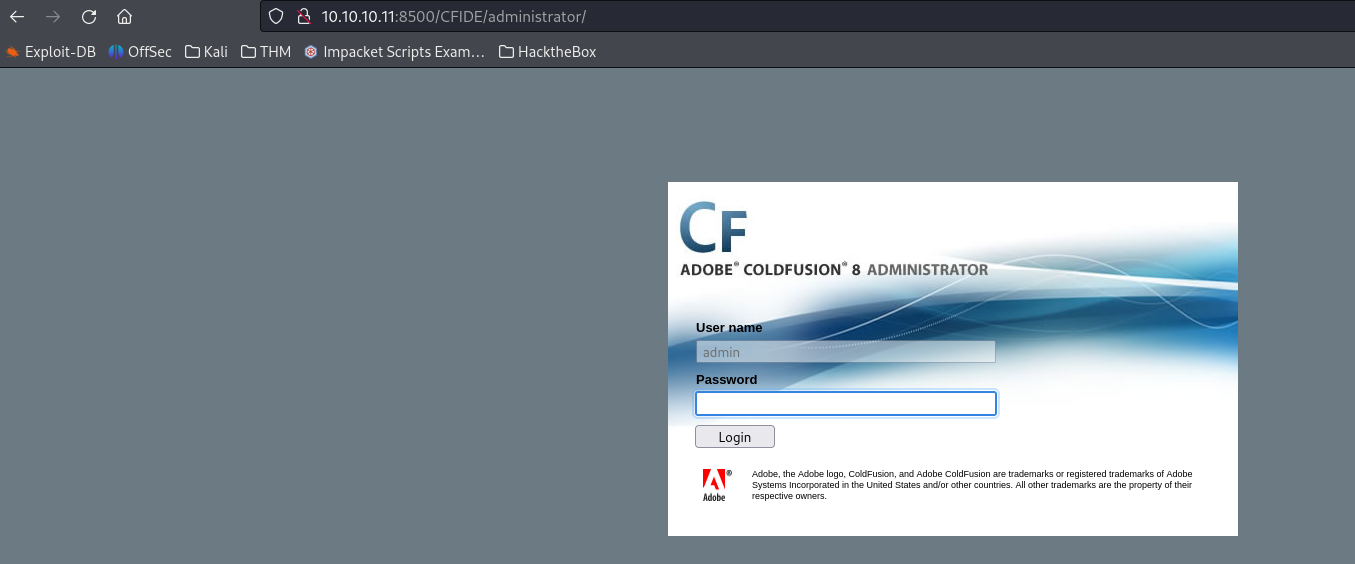 10.10.10.11:8500/CFIDE/administrator/
Exploit-DB OffSec Kali THM Impacket Scripts Exam… HacktheBox
CF
ADOBE® COLDFUSION® 8 ADMINISTRATOR
User name
admin
Password
Login
Adobe, the Adobe logo, ColdFusion, and Adobe ColdFusion are trademarks or registered trademarks of Adobe
Systems Incorporated in the United States and/or other countries. All other trademarks are the property of their
respective owners.
®
Adobe